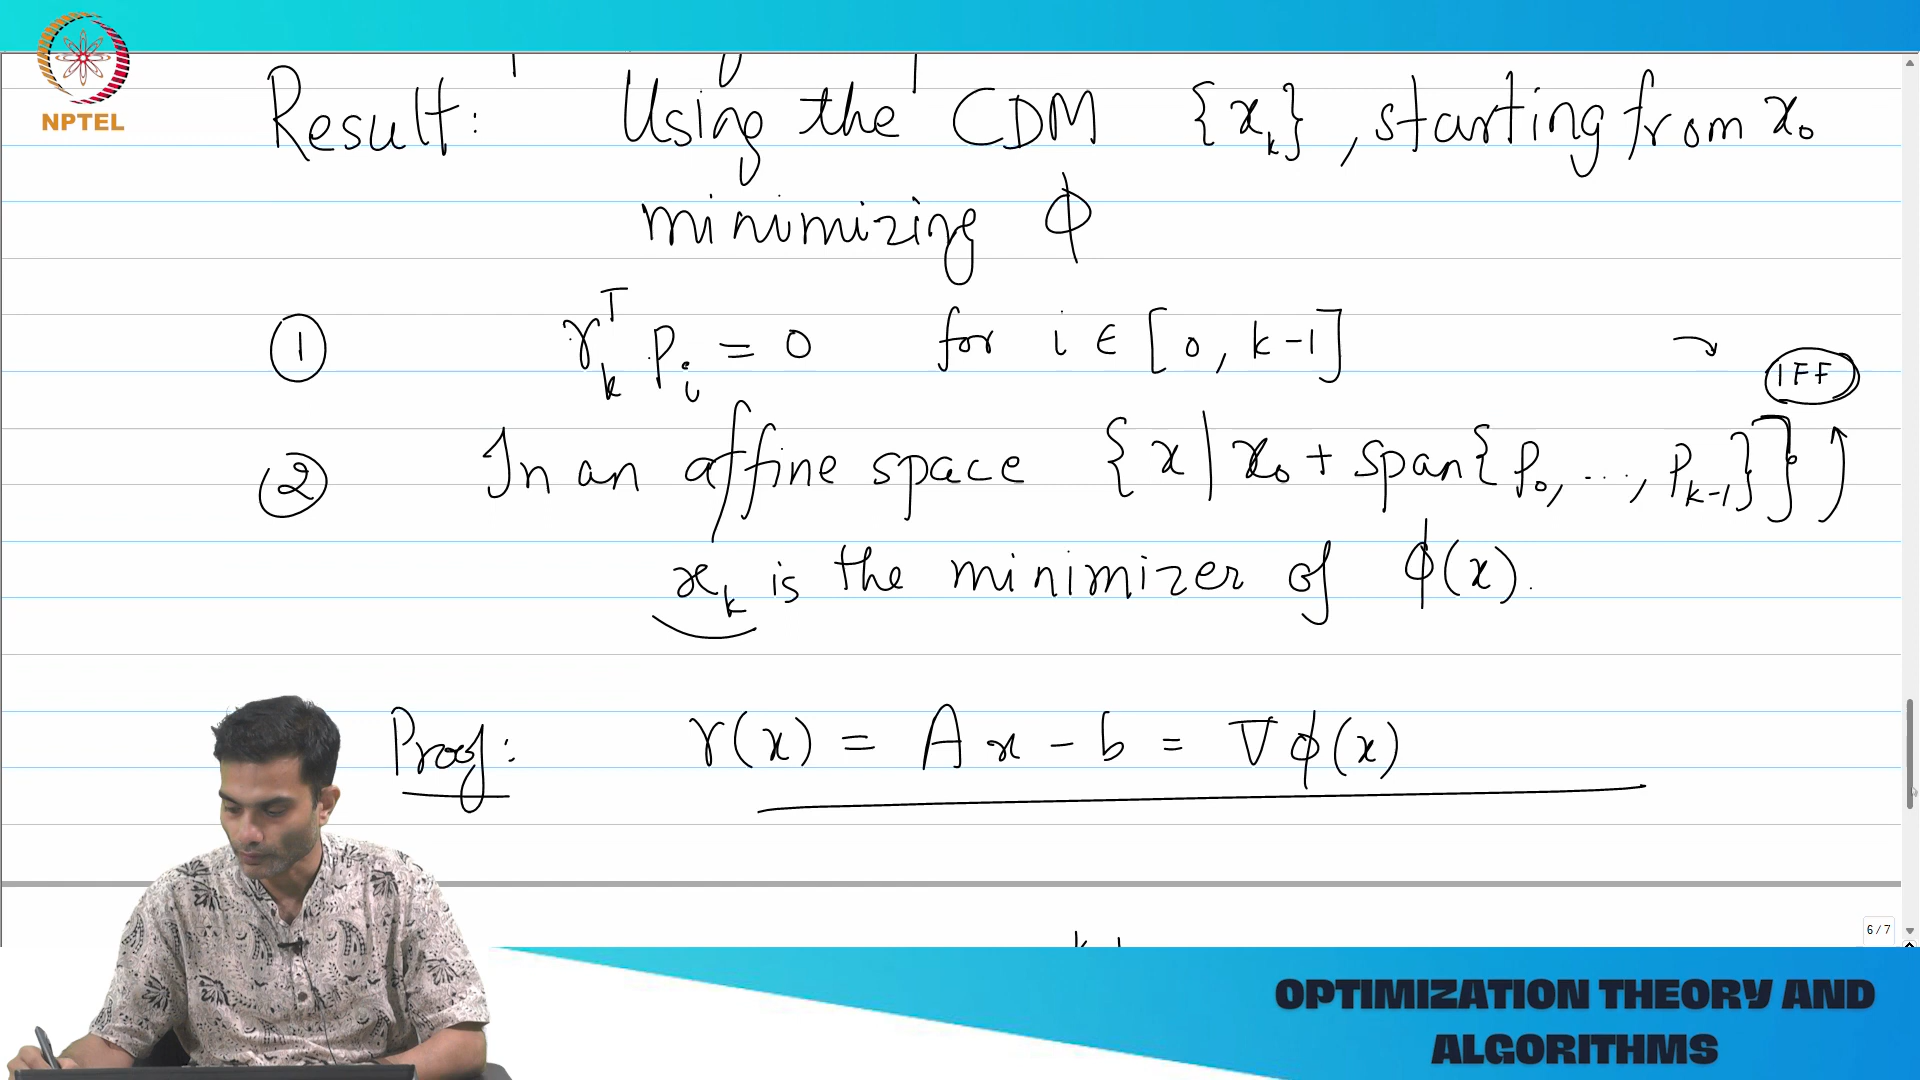 NPTEL
Result: Using the CDM {x_k}, starting from x_0
minimizing ϕ
① r_k^T p_i = 0 for i ∈ [0, k-1]
IFF
② In an affine space {x | x_0 + span{p_0, ..., p_{k-1}}}
x_k is the minimizer of ϕ(x).
Proof: r(x) = Ax - b = ∇ϕ(x)
6 / 7
OPTIMIZATION THEORY AND
ALGORITHMS